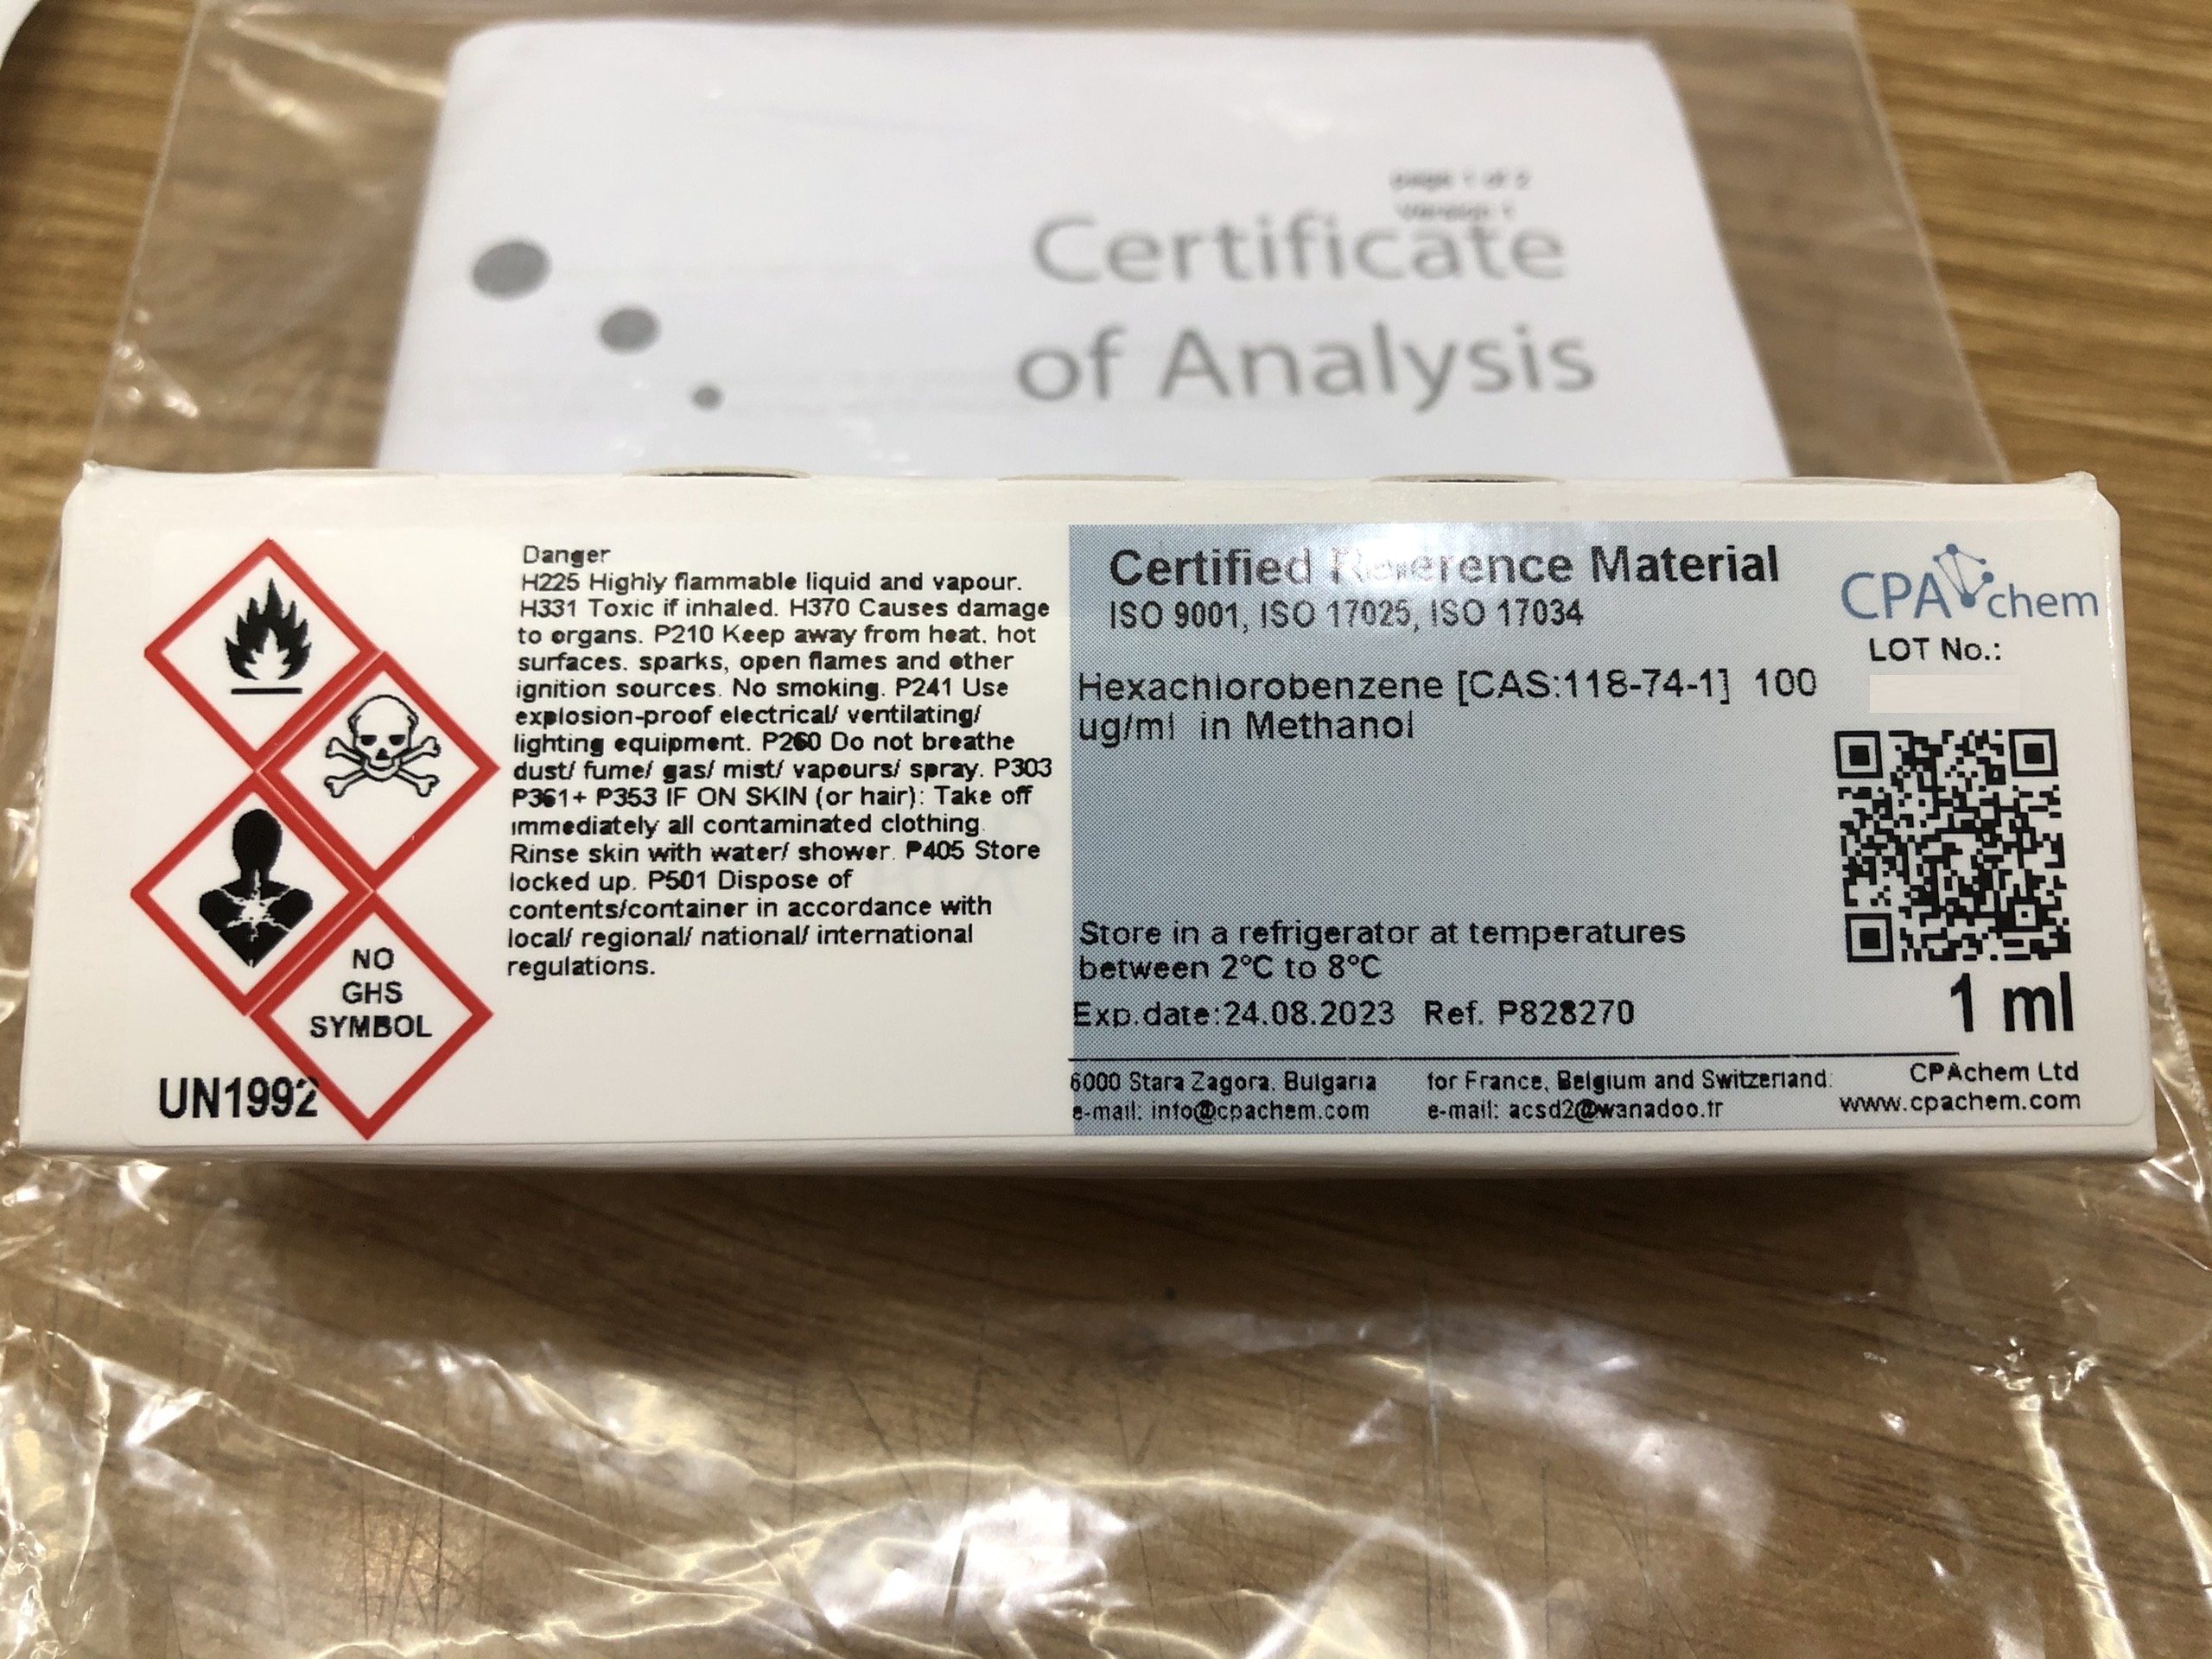 page 1 of 2
Version 1
Certificate
of Analysis
Danger
H225 Highly flammable liquid and vapour.
H331 Toxic if inhaled. H370 Causes damage
to organs. P210 Keep away from heat. hot
surfaces. sparks, open flames and other
ignition sources. No smoking. P241 Use
explosion-proof electrical/ ventilating/
lighting equipment. P260 Do not breathe
dust/ fume/ gas/ mist/ vapours/ spray. P303
P361+ P353 IF ON SKIN (or hair): Take off
immediately all contaminated clothing.
Rinse skin with water/ shower. P405 Store
locked up. P501 Dispose of
contents/container in accordance with
local/ regional/ national/ international
regulations.
NO
GHS
SYMBOL
UN1992
Certified Reference Material
ISO 9001, ISO 17025, ISO 17034
Hexachlorobenzene [CAS:118-74-1] 100
ug/ml in Methanol
Store in a refrigerator at temperatures
between 2°C to 8°C
Exp.date:24.08.2023 Ref. P828270
6000 Stara Zagora. Bulgaria
e-mail: info@cpachem.com
for France, Belgium and Switzerland:
e-mail: acsd2@wanadoo.fr
CPAchem
LOT No.:
1 ml
CPAchem Ltd
www.cpachem.com